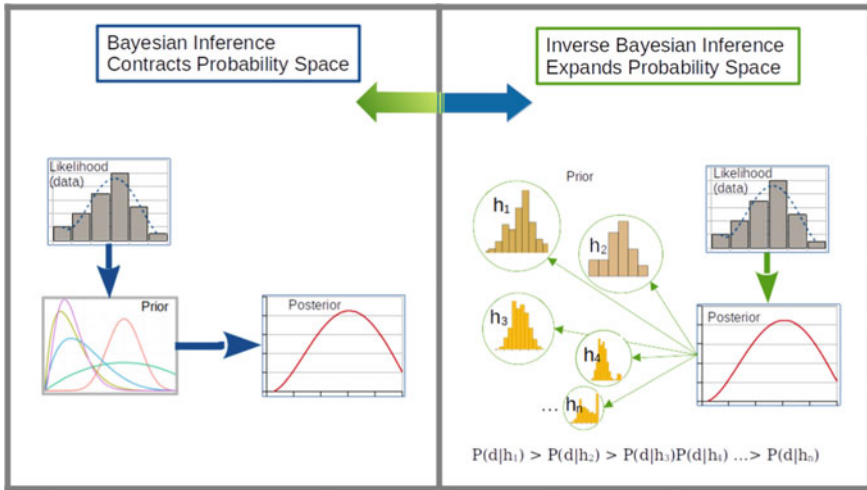 Bayesian Inference
Contracts Probability Space
Likelihood
(data)
Prior
Posterior
Inverse Bayesian Inference
Expands Probability Space
Prior
Likelihood
(data)
h₁
h₂
h₃
h₄
... hₙ
Posterior
P(d|h₁) > P(d|h₂) > P(d|h₃)P(d|h₄) ...> P(d|hₙ)